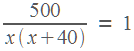 500
x(x+40) = 1